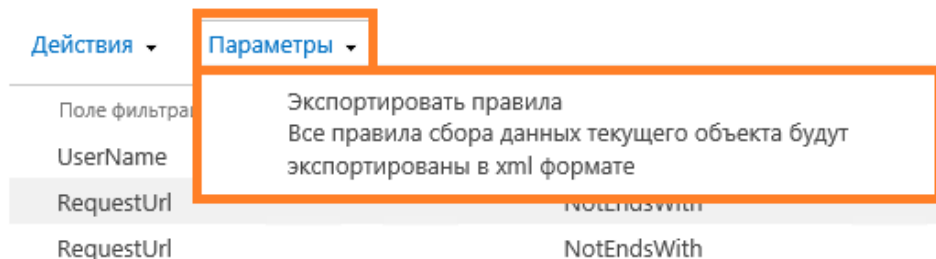 Действия Параметры
Экспортировать правила
Поле
Все правила сбора данных текущего объекта будут
UserName
экспортированы в xml формате
RequestUrl NotEndsWith
RequestUrl NotEndsWith